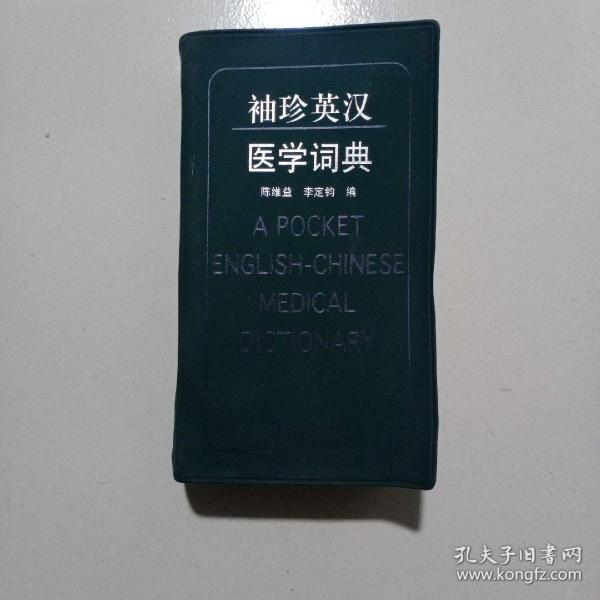 袖珍英汉
医学词典
陈维益 李定钧 编
A POCKET
ENGLISH-CHINESE
MEDICAL
DICTIONARY
孔夫子旧书网
www.kongfz.com